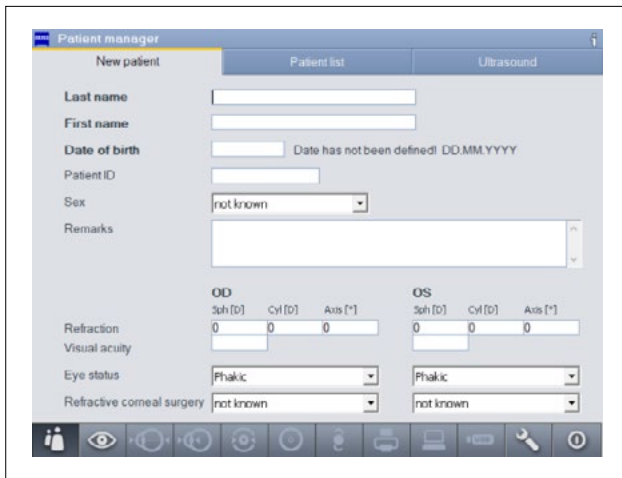 ZEISS Patient manager
New patient Patient list Ultrasound
Last name
First name
Date of birth Date has not been defined! DD.MM.YYYY
Patient ID
Sex not known
Remarks
OD OS
Sph [D] Cyl [D] Axis [°] Sph [D] Cyl [D] Axis [°]
Refraction 0 0 0 0 0 0
Visual acuity
Eye status Phakic Phakic
Refractive corneal surgery not known not known